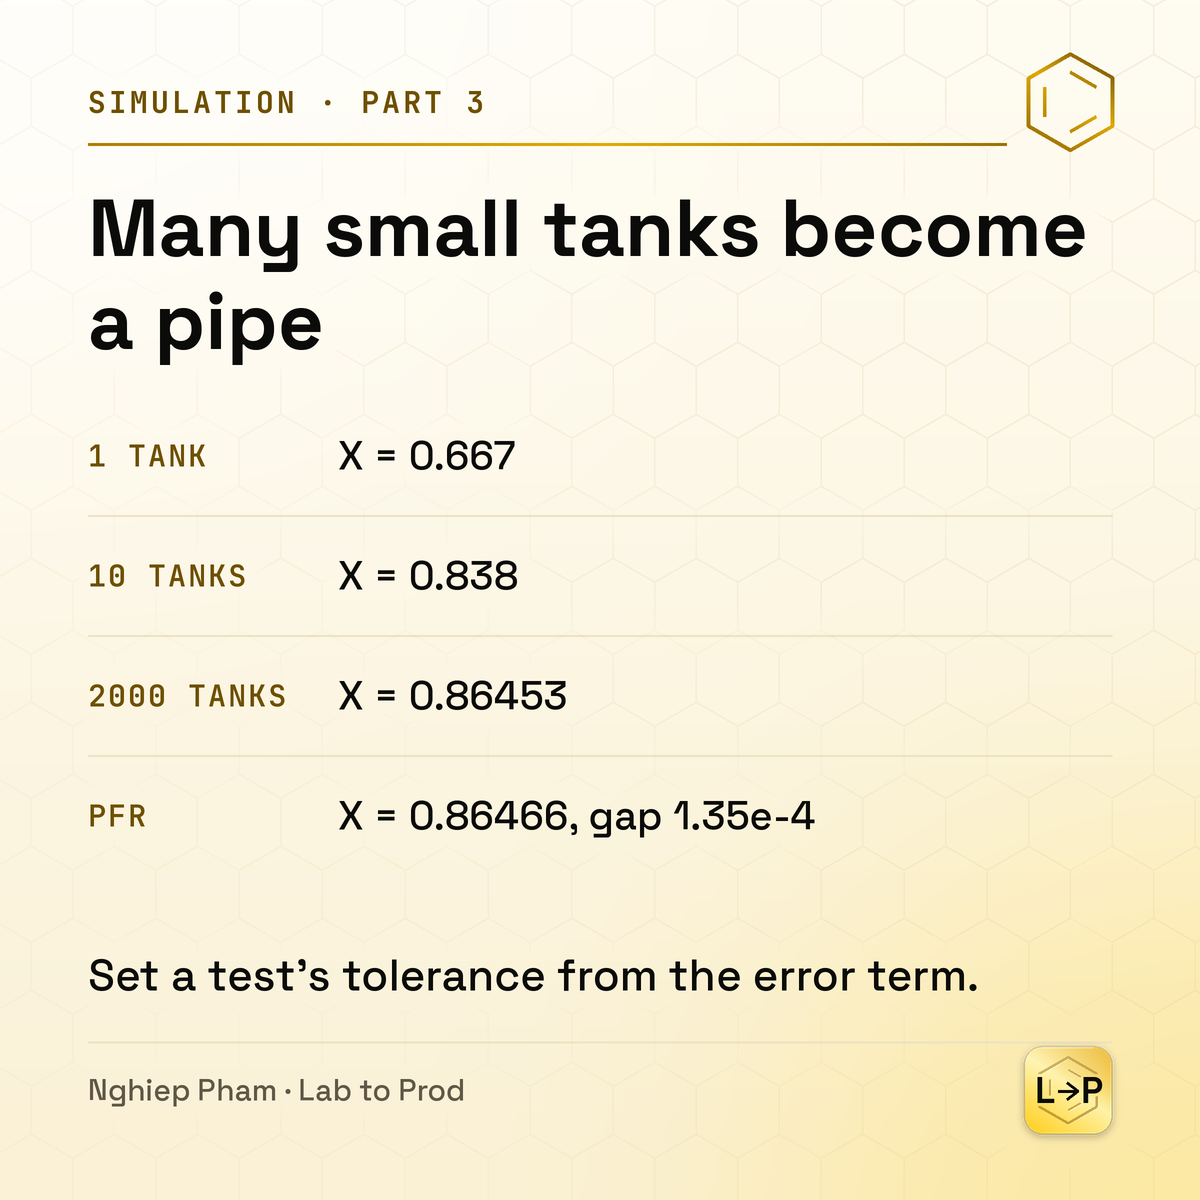 SIMULATION · PART 3
Many small tanks become
a pipe
1 TANK X = 0.667
10 TANKS X = 0.838
2000 TANKS X = 0.86453
PFR X = 0.86466, gap 1.35e-4
Set a test’s tolerance from the error term.
Nghiep Pham · Lab to Prod
L→P